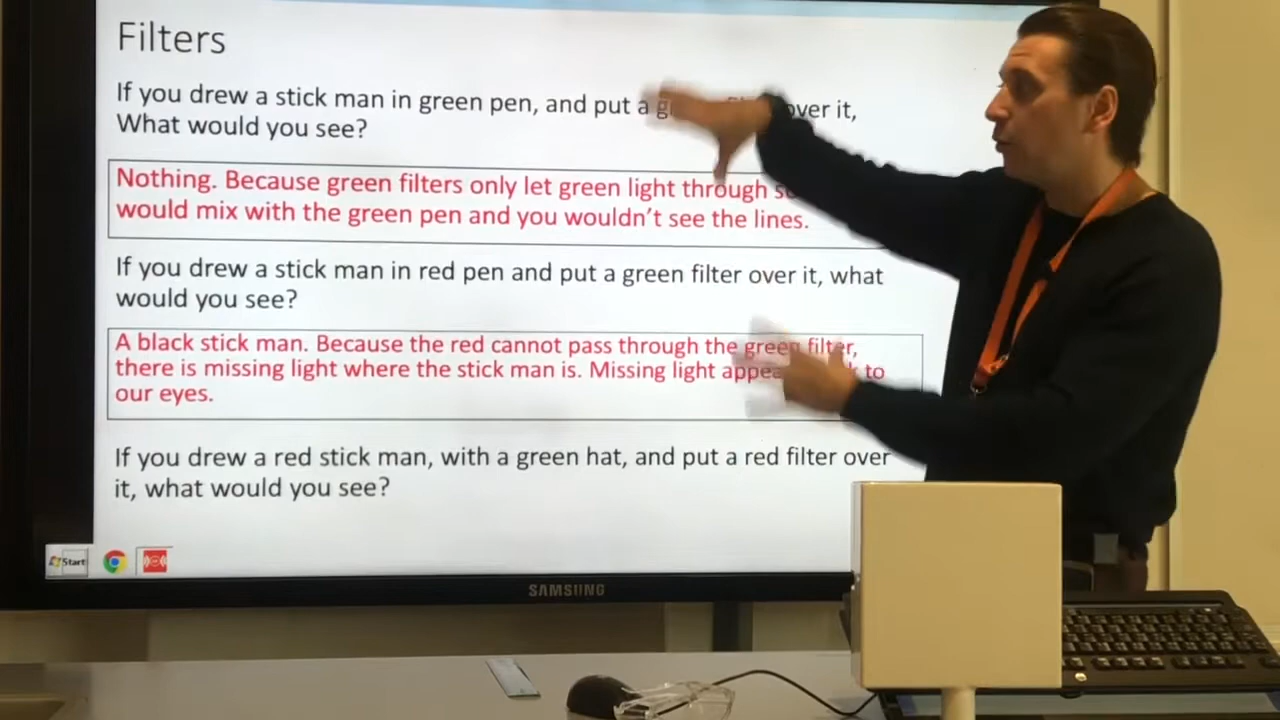 Filters
If you drew a stick man in green pen, and put a over it,
What would you see?
Nothing. Because green filters only let green light through
would mix with the green pen and you wouldn't see the lines.
If you drew a stick man in red pen and put a green filter over it, what
would you see?
A black stick man. Because the red cannot pass through the green filter,
there is missing light where the stick man is. Missing light to
our eyes.
If you drew a red stick man, with a green hat, and put a red filter over
it, what would you see?
Start
SAMSUNG